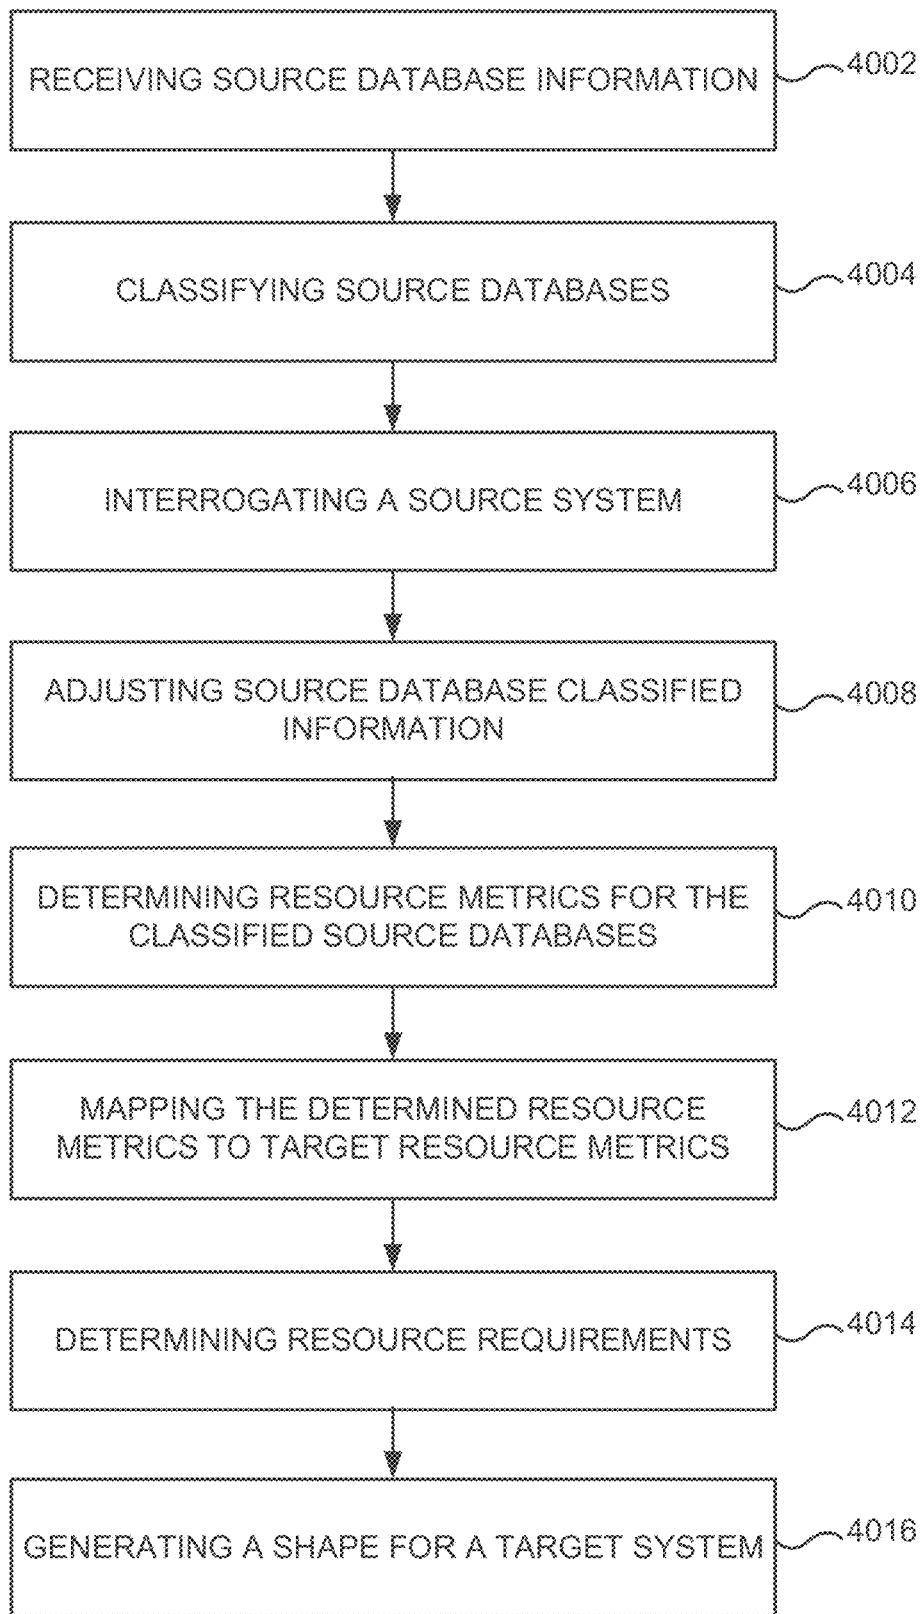 RECEIVING SOURCE DATABASE INFORMATION
4002
CLASSIFYING SOURCE DATABASES
4004
INTERROGATING A SOURCE SYSTEM
4006
ADJUSTING SOURCE DATABASE CLASSIFIED
INFORMATION
4008
DETERMINING RESOURCE METRICS FOR THE
CLASSIFIED SOURCE DATABASES
4010
MAPPING THE DETERMINED RESOURCE
METRICS TO TARGET RESOURCE METRICS
4012
DETERMINING RESOURCE REQUIREMENTS
4014
GENERATING A SHAPE FOR A TARGET SYSTEM
4016